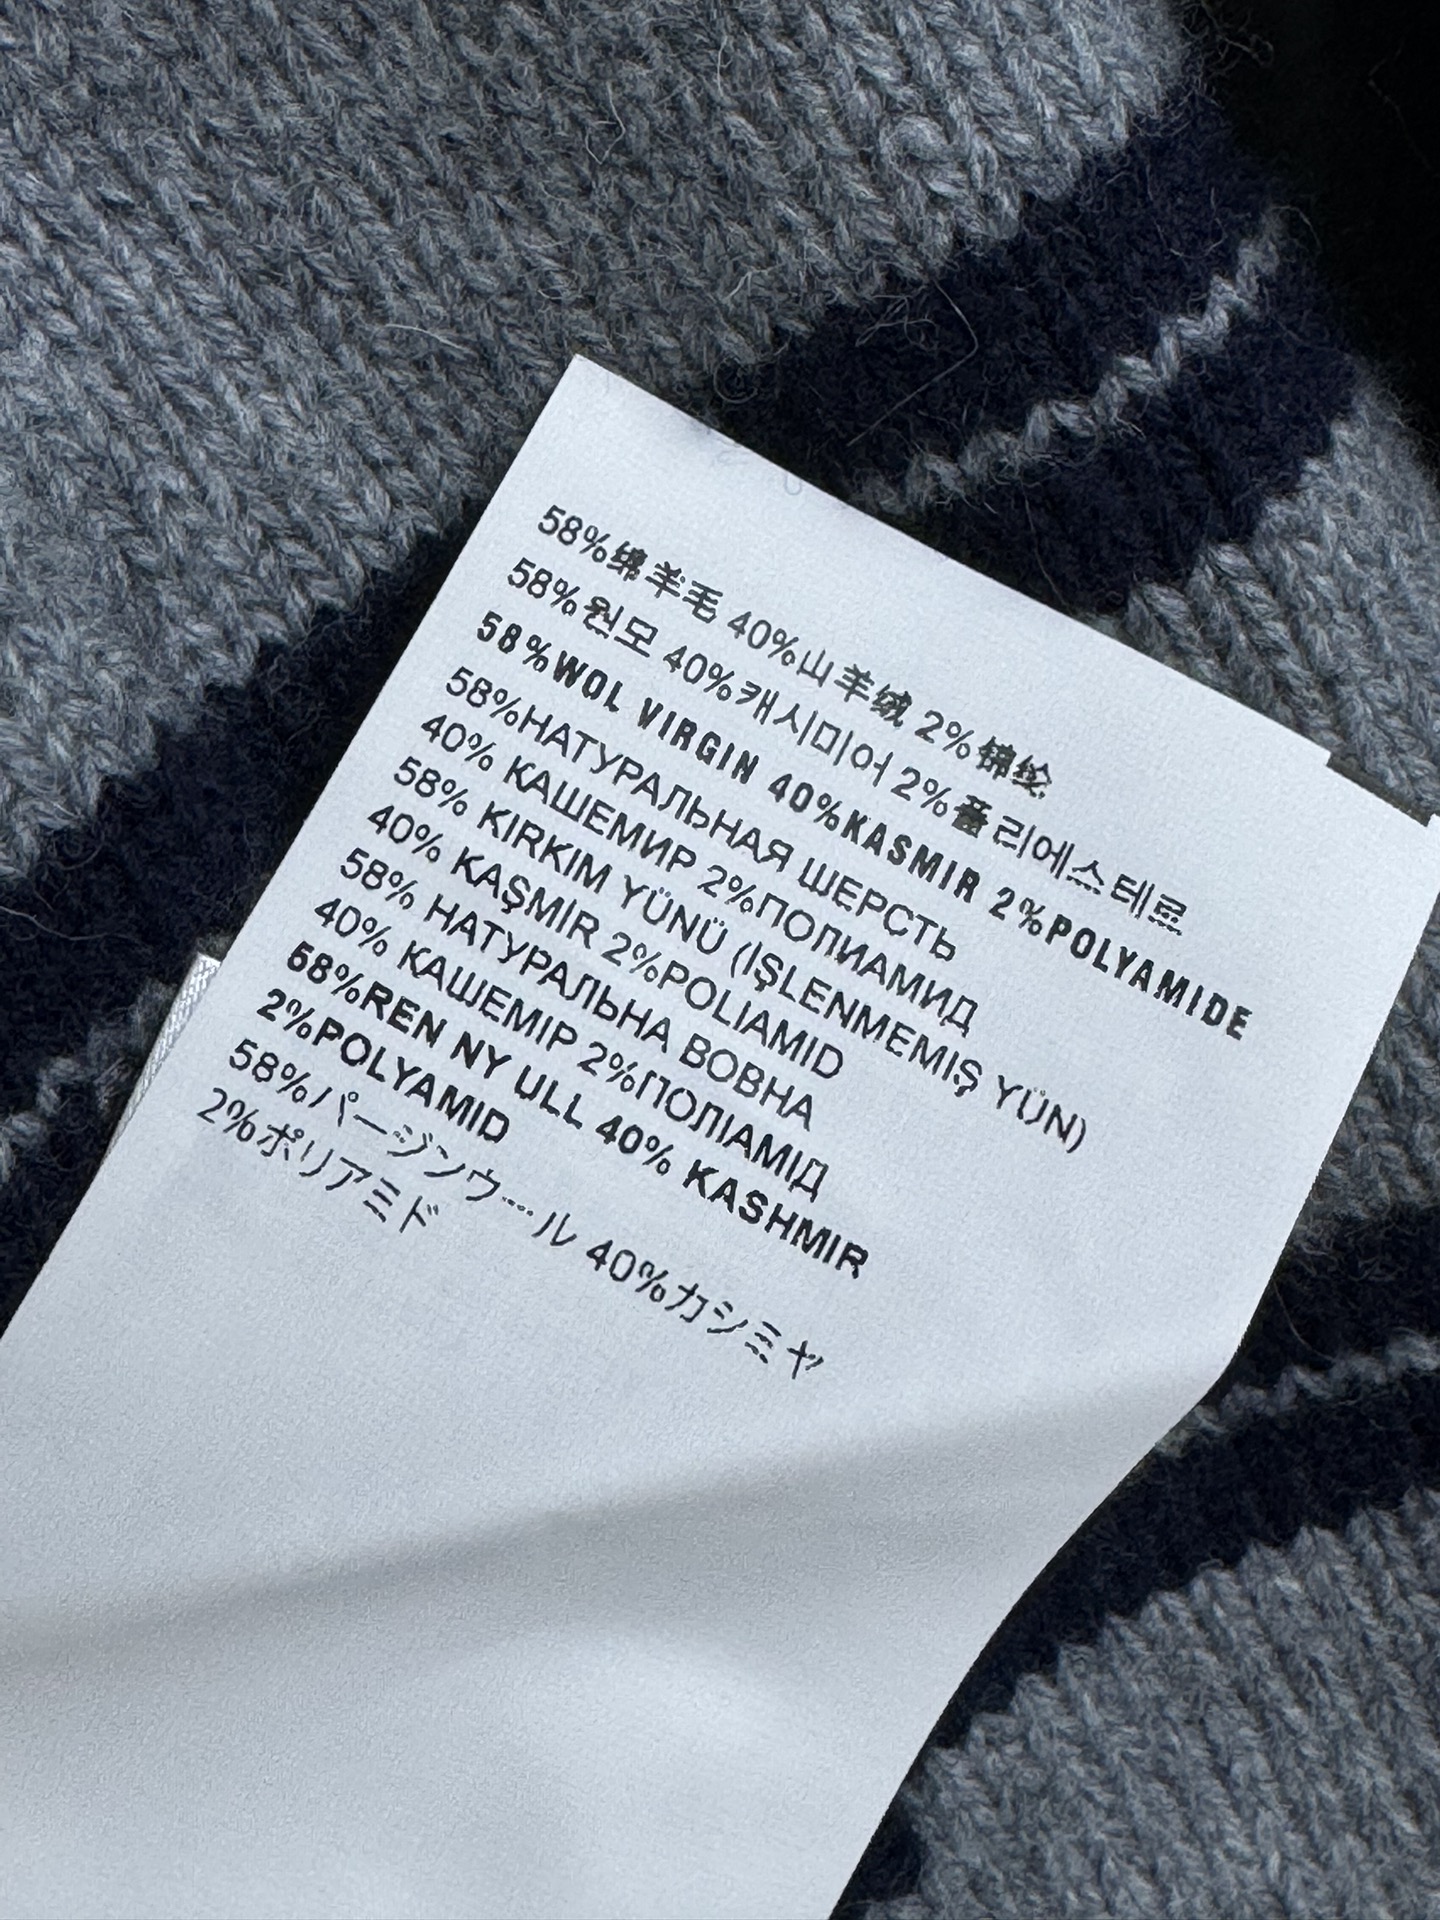 58%绵羊毛 40%山羊绒 2%锦纶
58%원모 40%캐시미어 2%폴리에스테르
58%WOL VIRGIN 40%KASMIR 2%POLYAMIDE
58%НАТУРАЛЬНАЯ ШЕРСТЬ
40% КАШЕМИР 2%ПОЛИАМИД
58% KIRKIM YÜNÜ (İŞLENMEMIŞ YÜN)
40% KAŞMİR 2%POLIAMID
58% НАТУРАЛЬНА ВОВНА
40% КАШЕМІР 2%ПОЛІАМІД
58%REN NY ULL 40% KASHMIR
2%POLYAMID
58%バージンウール 40%カシミヤ
2%ポリアミド